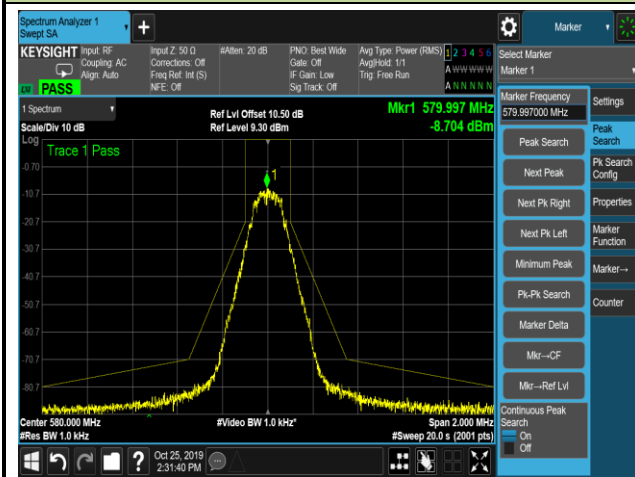 Spectrum Analyzer 1
Swept SA
+
Marker
KEYSIGHT
Input: RF
Coupling: AC
Align: Auto
Input Z: 50 Ω
Corrections: Off
Freq Ref: Int (S)
NFE: Off
#Atten: 20 dB
PNO: Best Wide
Gate: Off
IF Gain: Low
Sig Track: Off
Avg Type: Power (RMS)
Avg|Hold: 1/1
Trig: Free Run
1 2 3 4 5 6
A W W W W W
A N N N N N
PASS
1 Spectrum
Scale/Div 10 dB
Ref Lvl Offset 10.50 dB
Ref Level 9.30 dBm
Mkr1 579.997 MHz
-8.704 dBm
Log
Trace 1 Pass
1
-0.70
-10.7
-20.7
-30.7
-40.7
-50.7
-60.7
-70.7
-80.7
Center 580.000 MHz
#Res BW 1.0 kHz
#Video BW 1.0 kHz*
Span 2.000 MHz
#Sweep 20.0 s (2001 pts)
Oct 25, 2019
2:31:40 PM
Select Marker
Marker 1
Marker Frequency
579.997000 MHz
Peak Search
Next Peak
Next Pk Right
Next Pk Left
Minimum Peak
Pk-Pk Search
Marker Delta
Mkr→CF
Mkr→Ref Lvl
Continuous Peak
Search
On
Off
Settings
Peak
Search
Pk Search
Config
Properties
Marker
Function
Marker→
Counter